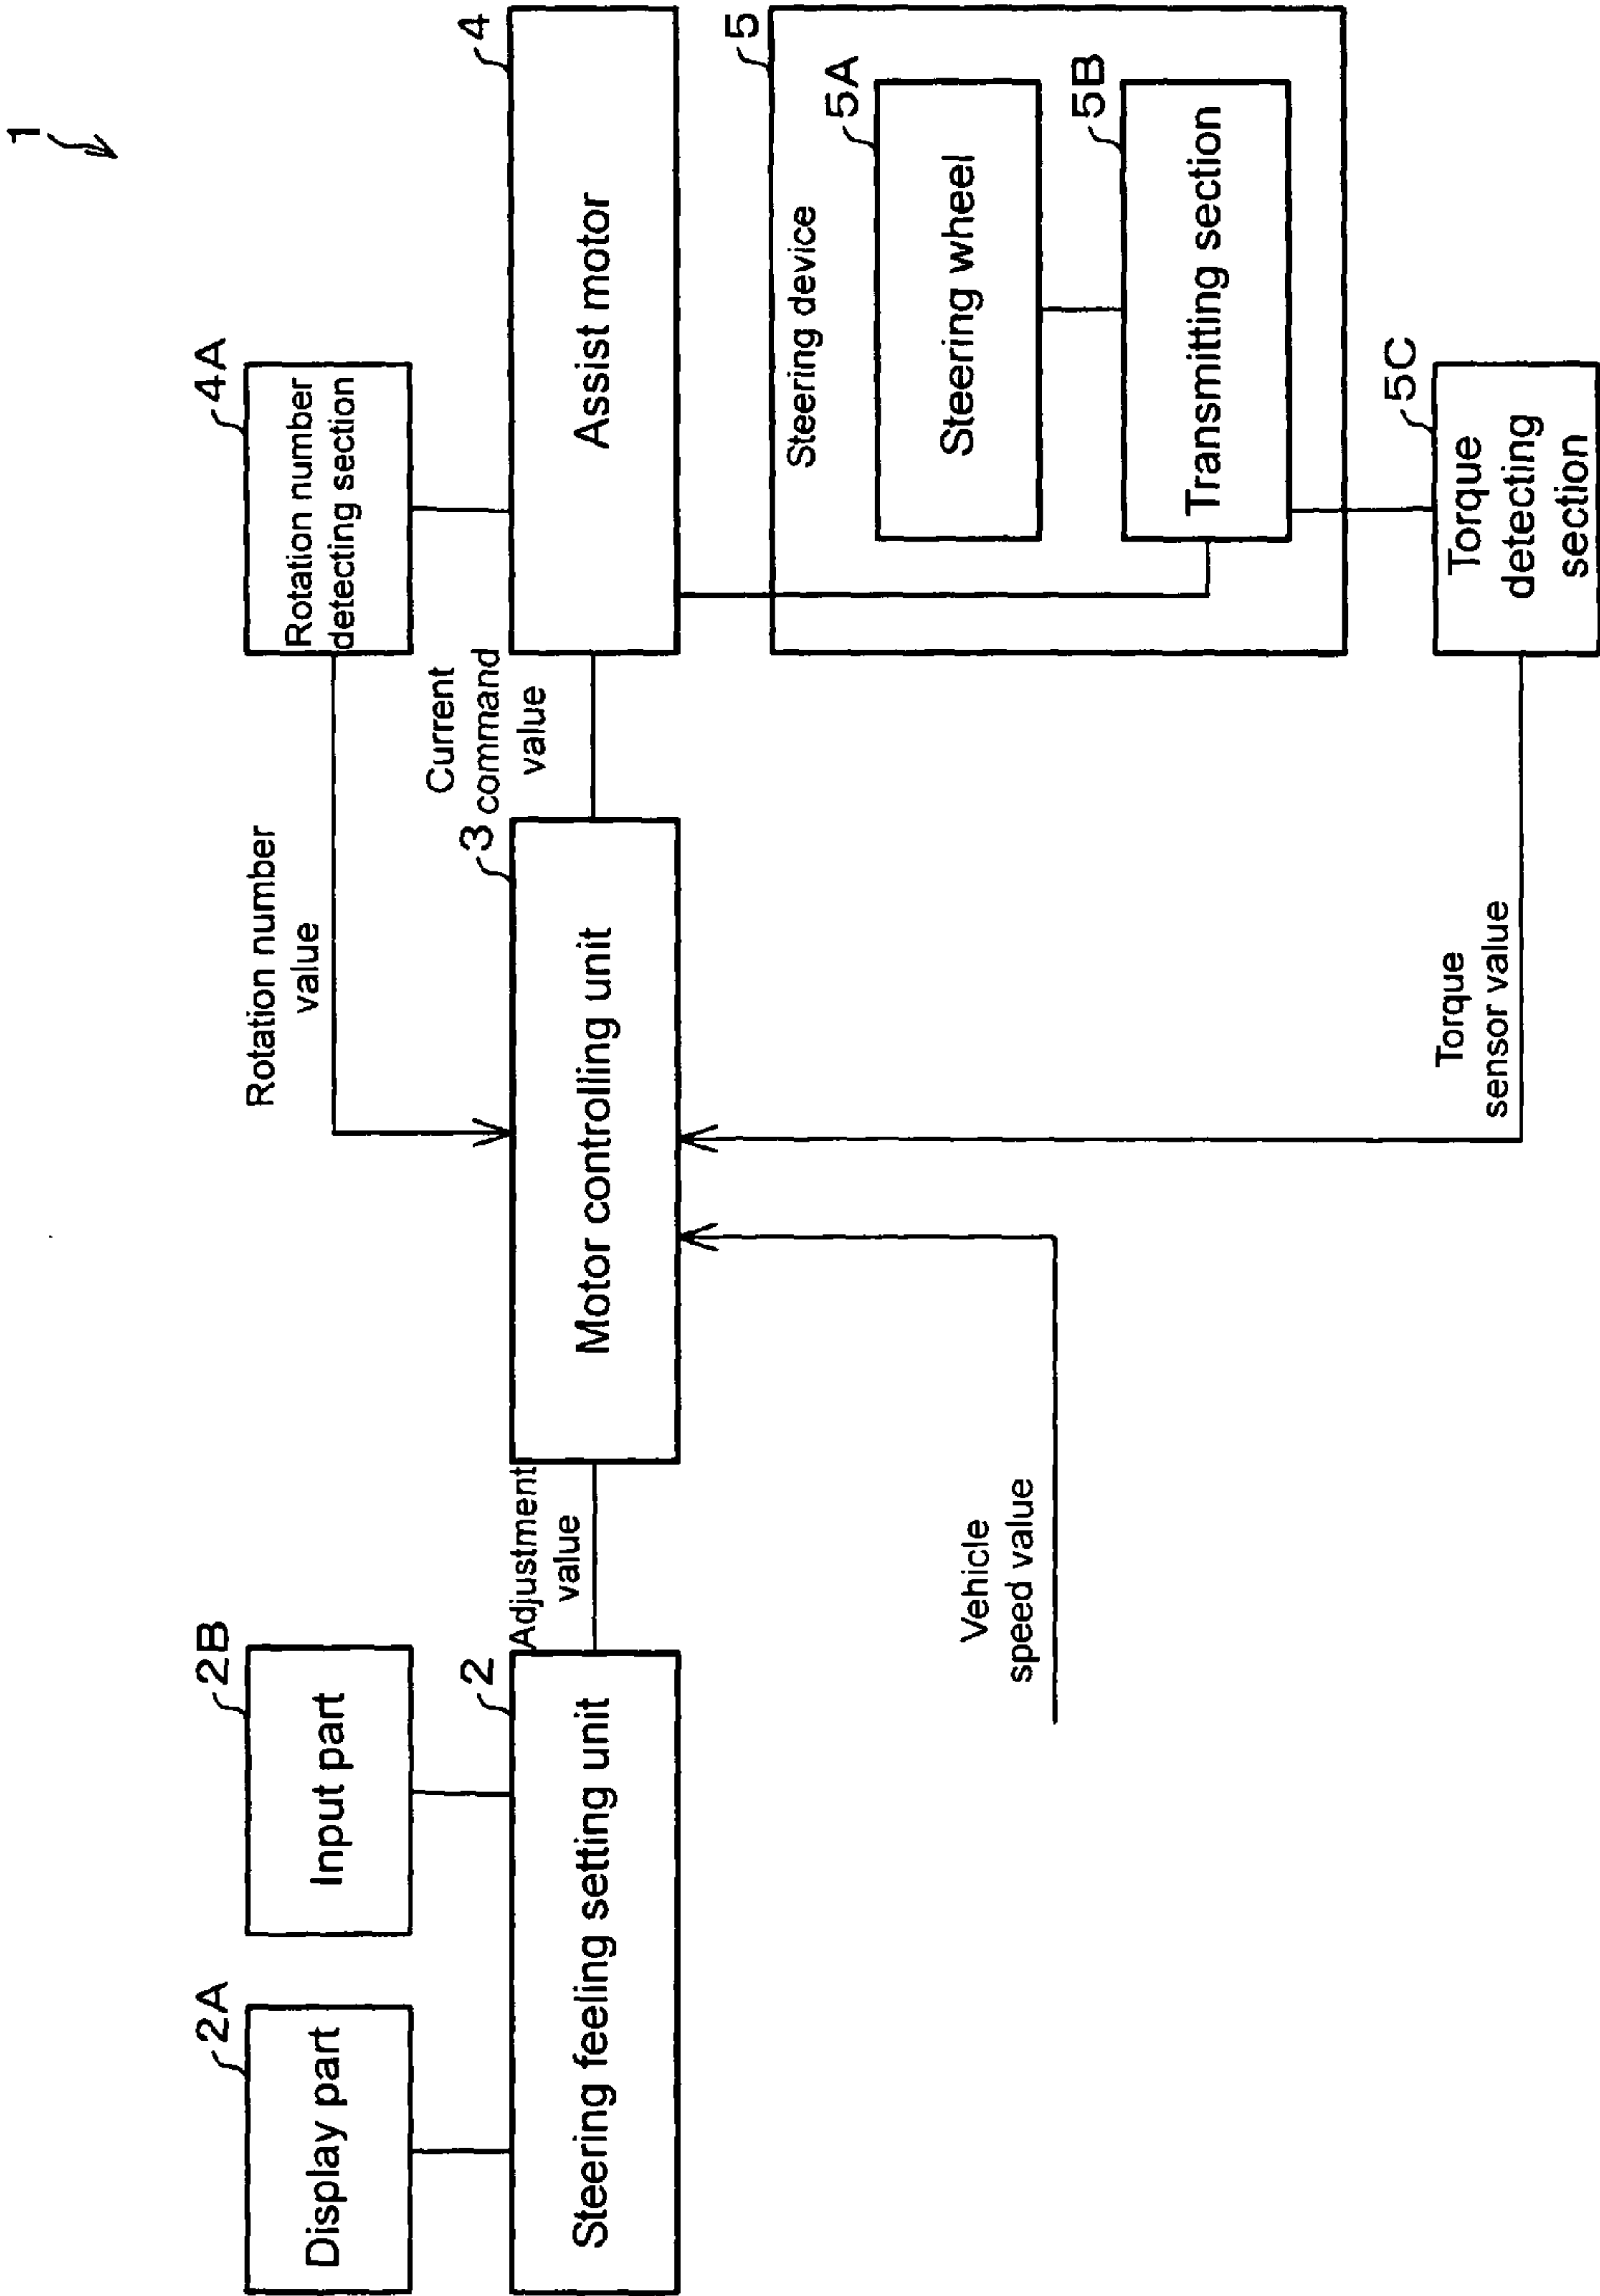 1
2A
Display part
2B
Input part
2
Steering feeling setting unit
Adjustment
value
Rotation number
value
3
Motor controlling unit
Current
command
value
4A
Rotation number
detecting section
4
Assist motor
5
Steering device
5A
Steering wheel
5B
Transmitting section
5C
Torque
detecting
section
Vehicle
speed value
Torque
sensor value